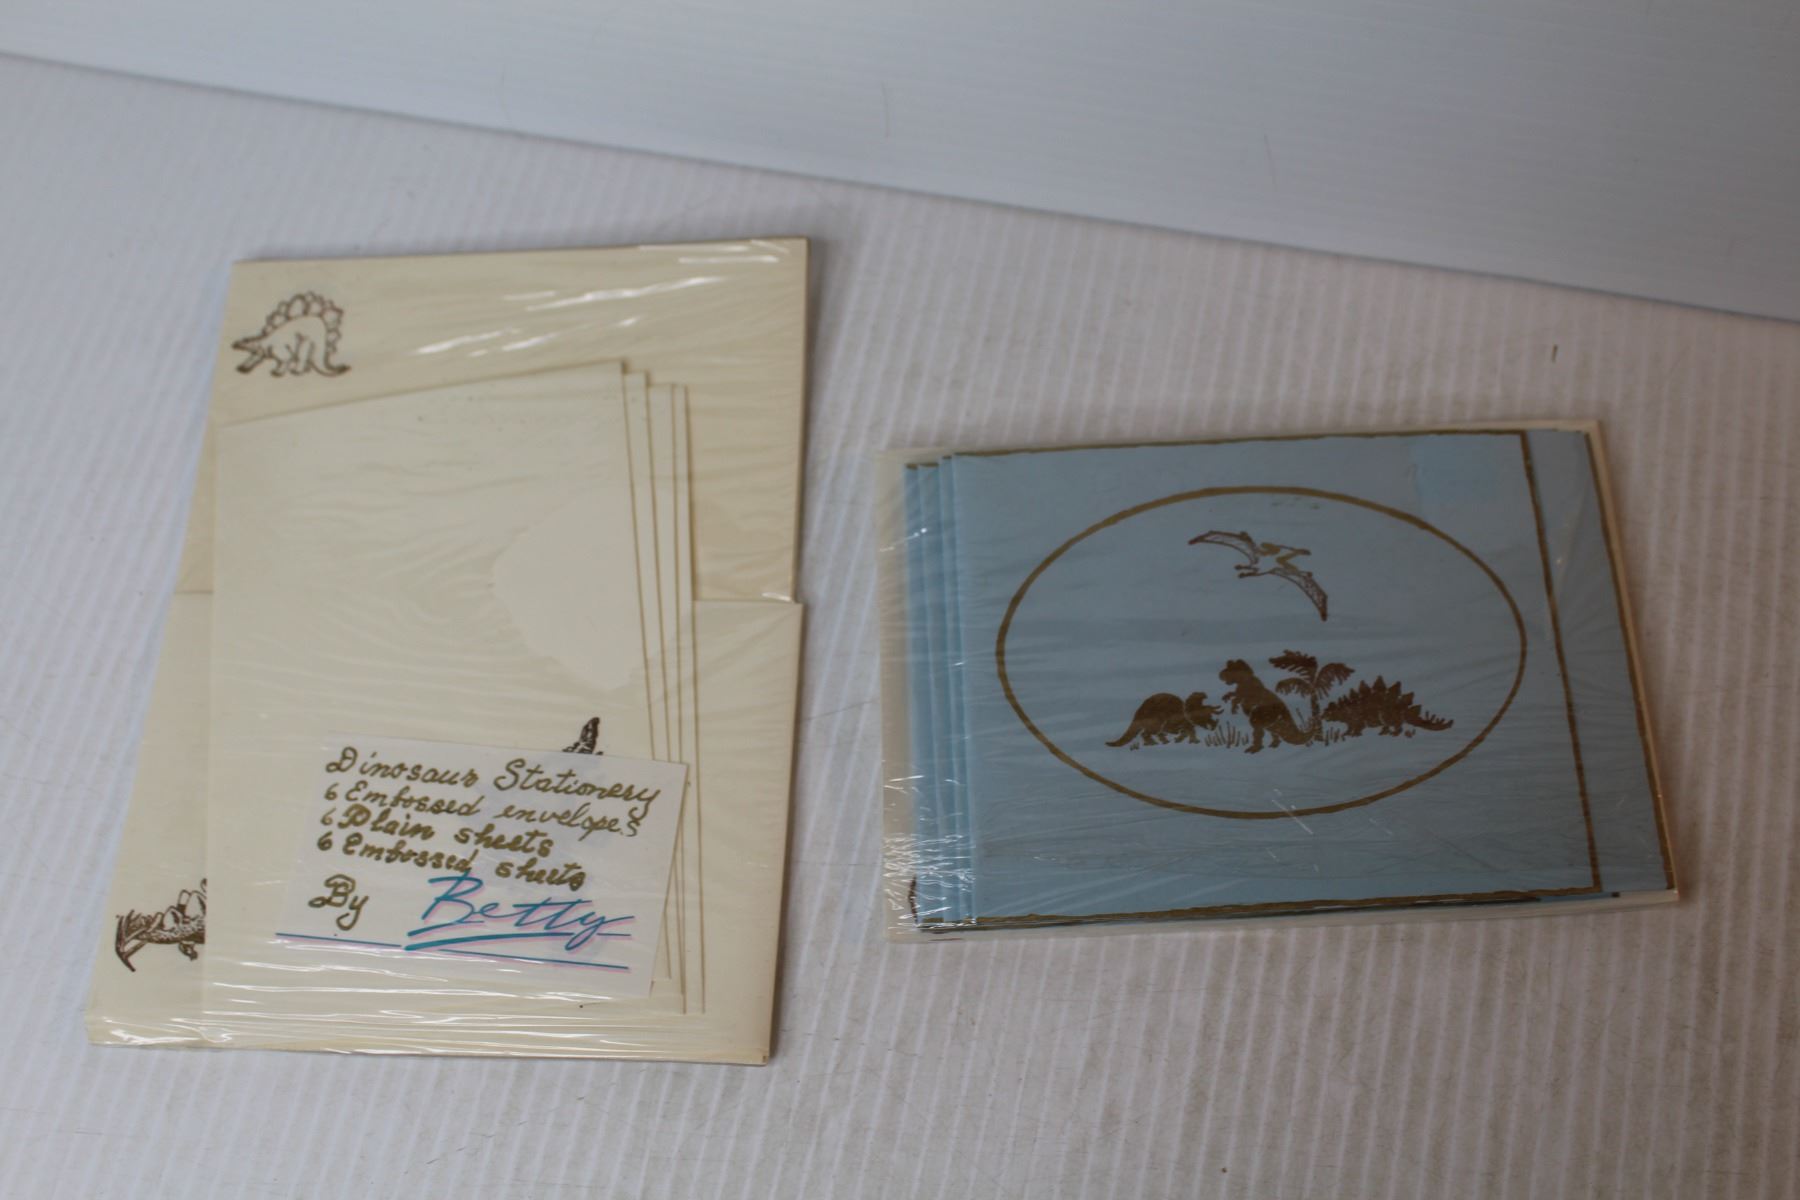 Dinosaur Stationery
6 Embossed envelopes
6 Plain sheets
6 Embossed sheets
By Betty